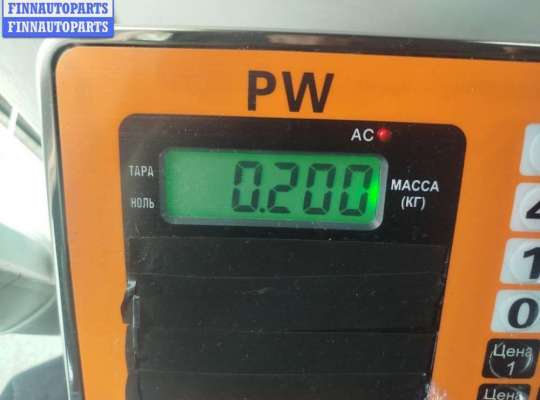 FINNAUTOPARTS
FINNAUTOPARTS
PW
AC
ТАРА
НОЛЬ
0.200
МАССА
(КГ)
4
1
0
Цена
1
Цена